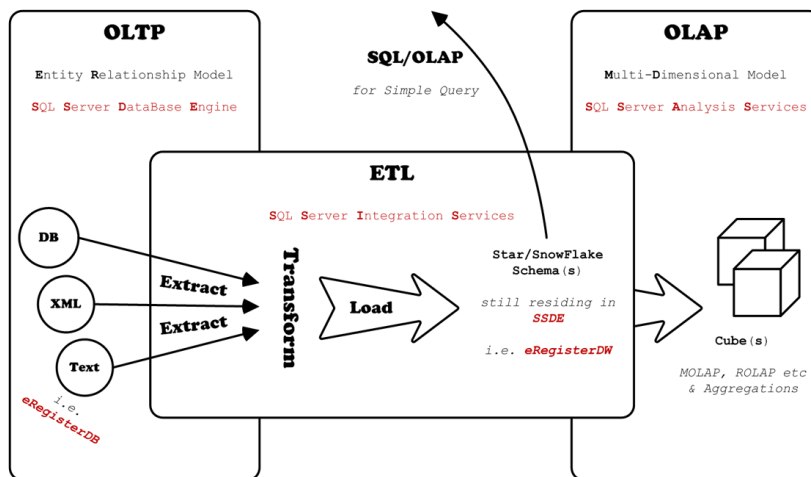 OLTP
Entity Relationship Model
SQL Server DataBase Engine
SQL/OLAP
for Simple Query
OLAP
Multi-Dimensional Model
SQL Server Analysis Services
ETL
SQL Server Integration Services
DB
XML
Text
i.e.
eRegisterDB
Extract
Extract
Transform
Load
Star/SnowFlake
Schema(s)
still residing in
SSDE
i.e. eRegisterDW
Cube(s)
MOLAP, ROLAP etc
& Aggregations